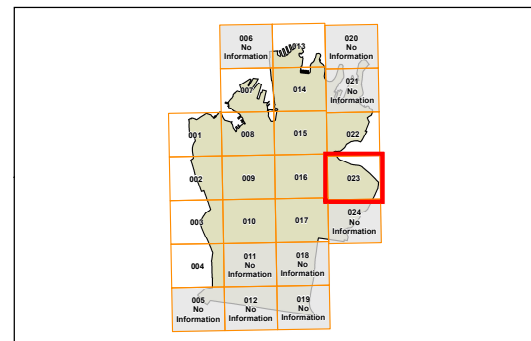 006
No
Information
013
020
No
Information
007
014
021
No
Information
001
008
015
022
002
009
016
023
003
010
017
024
No
Information
004
011
No
Information
018
No
Information
005
No
Information
012
No
Information
019
No
Information